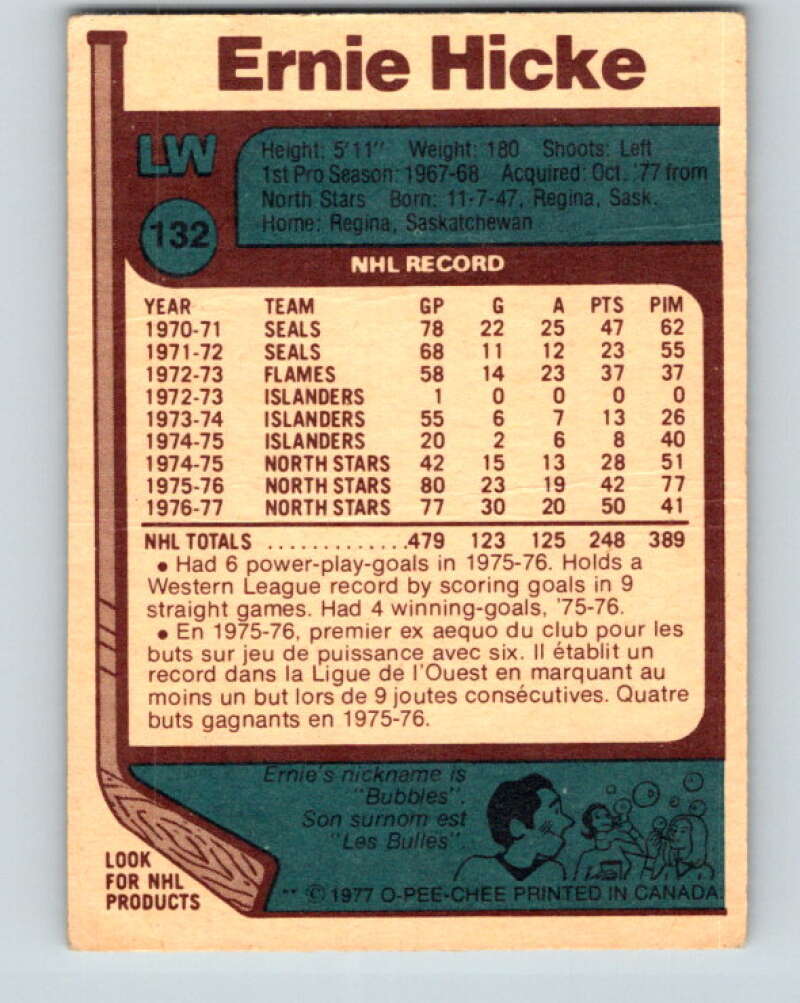 Ernie Hicke
LW
Height: 5'11" Weight: 180 Shoots: Left
1st Pro Season: 1967-68 Acquired: Oct. '77 from
North Stars Born: 11-7-47, Regina, Sask.
Home: Regina, Saskatchewan
132
NHL RECORD
YEAR TEAM GP G A PTS PIM
1970-71 SEALS 78 22 25 47 62
1971-72 SEALS 68 11 12 23 55
1972-73 FLAMES 58 14 23 37 37
1972-73 ISLANDERS 1 0 0 0 0
1973-74 ISLANDERS 55 6 7 13 26
1974-75 ISLANDERS 20 2 6 8 40
1974-75 NORTH STARS 42 15 13 28 51
1975-76 NORTH STARS 80 23 19 42 77
1976-77 NORTH STARS 77 30 20 50 41
NHL TOTALS .............479 123 125 248 389
• Had 6 power-play-goals in 1975-76. Holds a
Western League record by scoring goals in 9
straight games. Had 4 winning-goals, '75-76.
• En 1975-76, premier ex aequo du club pour les
buts sur jeu de puissance avec six. Il établit un
record dans la Ligue de l'Ouest en marquant au
moins un but lors de 9 joutes consécutives. Quatre
buts gagnants en 1975-76.
Ernie's nickname is
"Bubbles".
Son surnom est
"Les Bulles".
LOOK
FOR NHL
PRODUCTS
** © 1977 O-PEE-CHEE PRINTED IN CANADA